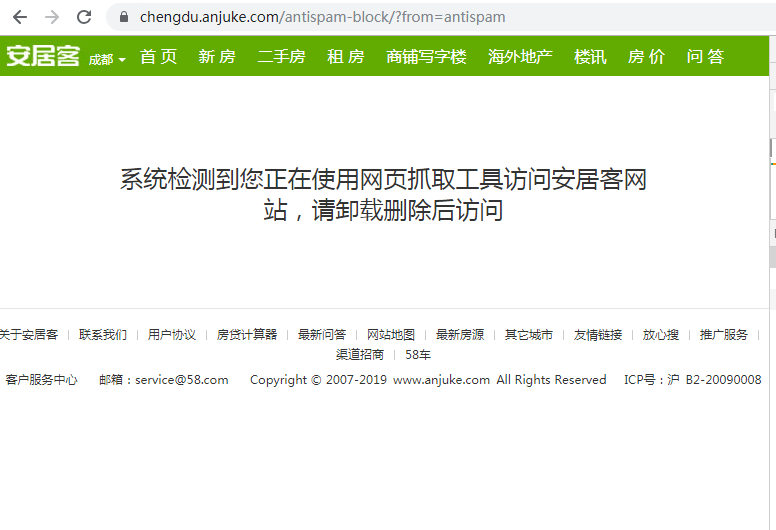 chengdu.anjuke.com/antispam-block/?from=antispam
安居客 成都 首页 新房 二手房 租房 商铺写字楼 海外地产 楼讯 房价 问答
系统检测到您正在使用网页抓取工具访问安居客网
站，请卸载删除后访问
关于安居客 | 联系我们 | 用户协议 | 房贷计算器 | 最新问答 | 网站地图 | 最新房源 | 其它城市 | 友情链接 | 放心搜 | 推广服务 |
渠道招商 | 58车
客户服务中心 邮箱：service@58.com Copyright © 2007-2019 www.anjuke.com All Rights Reserved ICP号：沪 B2-20090008